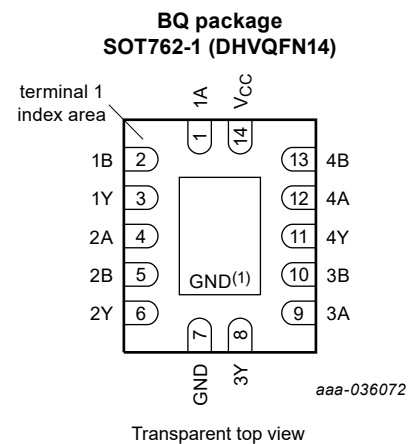 BQ package
SOT762-1 (DHVQFN14)
terminal 1
index area
1A
VCC
1
14
1B 2
13 4B
1Y 3
12 4A
2A 4
11 4Y
2B 5
10 3B
2Y 6
9 3A
GND(1)
7
8
GND
3Y
aaa-036072
Transparent top view